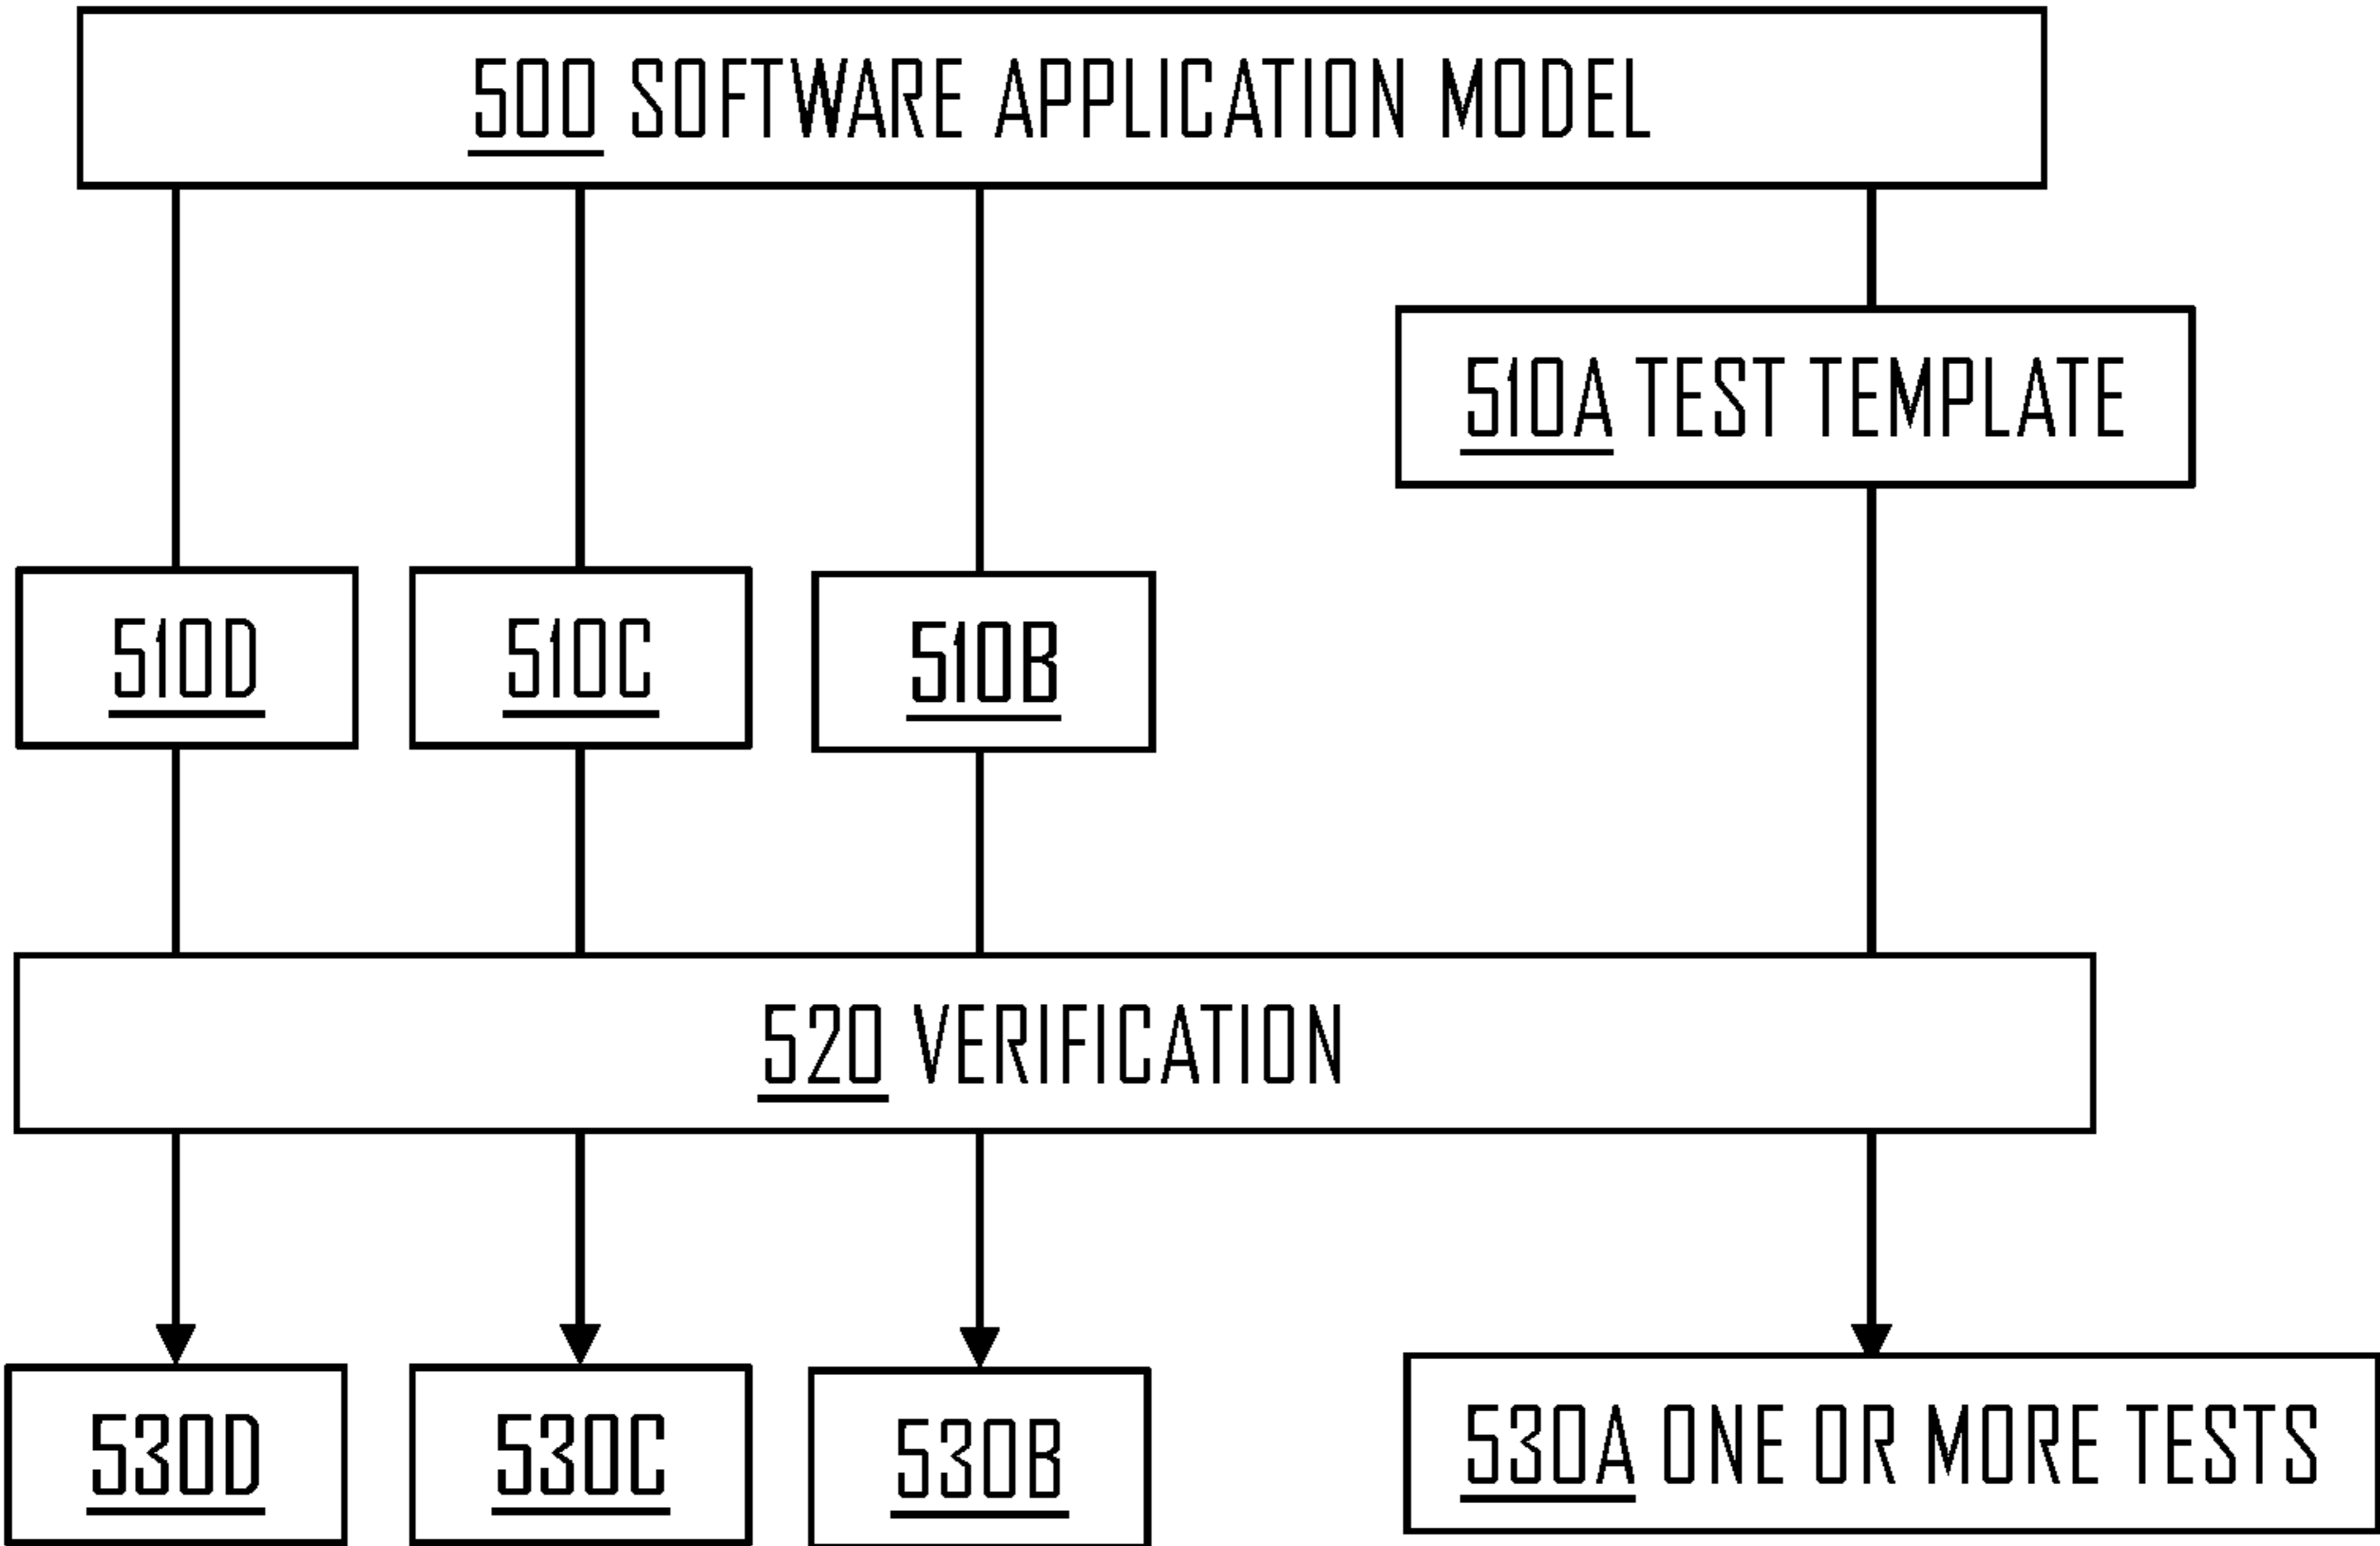 500 SOFTWARE APPLICATION MODEL
510A TEST TEMPLATE
510D
510C
510B
520 VERIFICATION
530D
530C
530B
530A ONE OR MORE TESTS